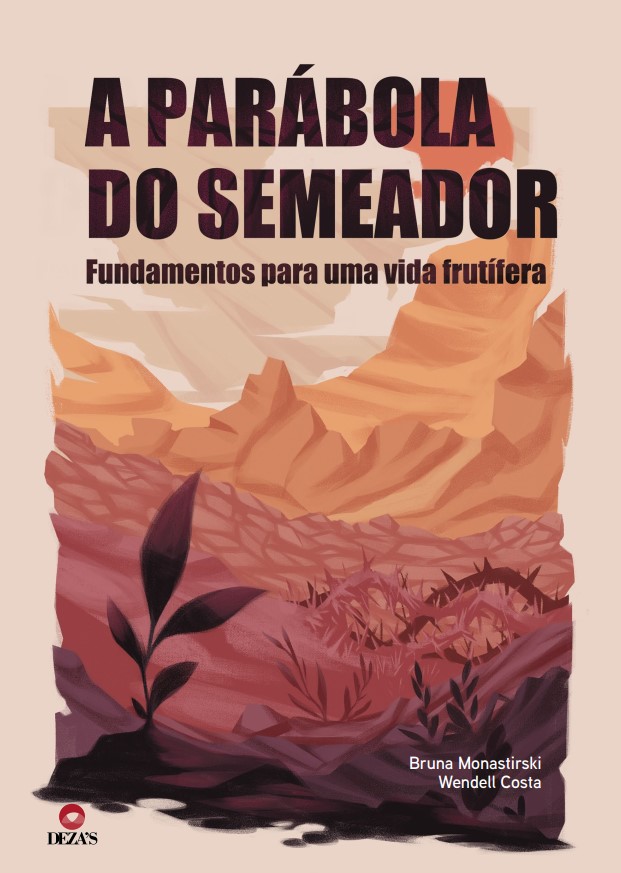 A PARÁBOLA
DO SEMEADOR
Fundamentos para uma vida frutífera
Bruna Monastirski
Wendell Costa
DEZA'S